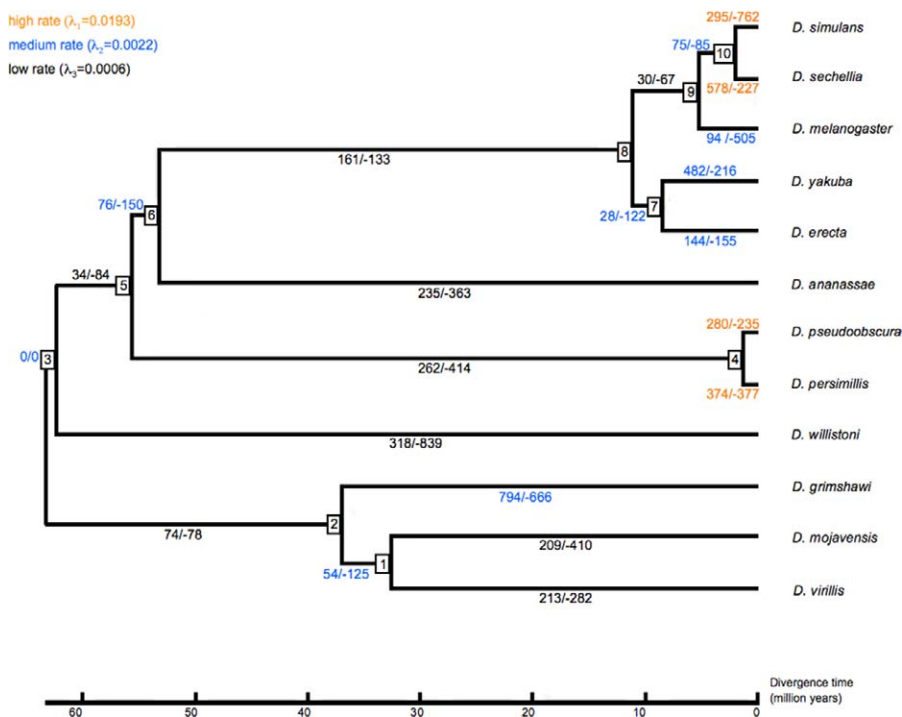 high rate (λ₁=0.0193)
medium rate (λ₂=0.0022)
low rate (λ₃=0.0006)
295/-762
D. simulans
75/-85
10
30/-67
578/-227
D. sechellia
9
94 /-505
D. melanogaster
8
161/-133
482/-216
D. yakuba
76/-150
6
28/-122
7
144/-155
D. erecta
34/-84
5
235/-363
D. ananassae
280/-235
D. pseudoobscura
0/0
3
262/-414
4
374/-377
D. persimillis
318/-839
D. willistoni
794/-666
D. grimshawi
74/-78
2
209/-410
D. mojavensis
54/-125
1
213/-282
D. virillis
60
50
40
30
20
10
0
Divergence time
(million years)